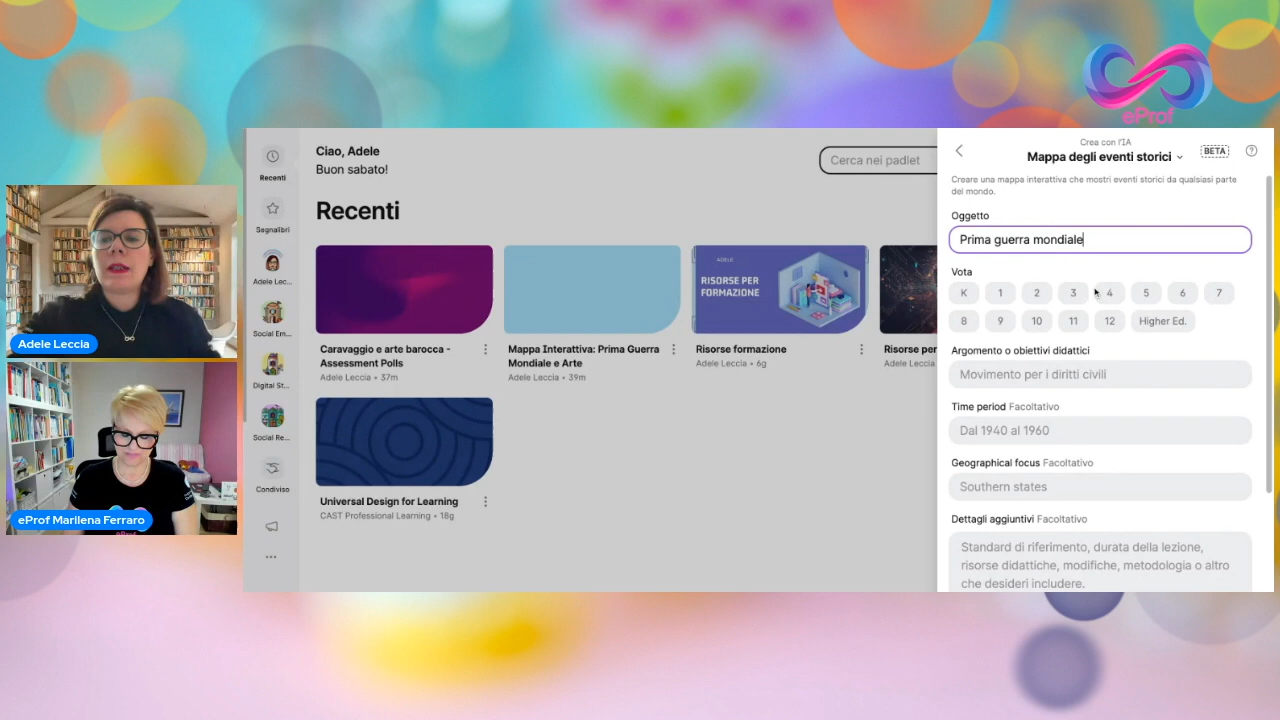 eProf
Ciao, Adele
Buon sabato!
Cerca nei padlet
Recenti
Recenti
Segnalibri
Adele Lec...
Social Em...
Digital St...
Social Re...
Condiviso
ADELE
RISORSE PER
FORMAZIONE
Caravaggio e arte barocca -
Assessment Polls
Adele Leccia • 37m
Mappa Interattiva: Prima Guerra
Mondiale e Arte
Adele Leccia • 39m
Risorse formazione
Adele Leccia • 6g
Risorse per
Adele Leccia
Universal Design for Learning
CAST Professional Learning • 18g
Crea con l'IA
Mappa degli eventi storici
BETA
Creare una mappa interattiva che mostri eventi storici da qualsiasi parte
del mondo.
Oggetto
Prima guerra mondiale
Vota
K 1 2 3 4 5 6 7
8 9 10 11 12 Higher Ed.
Argomento o obiettivi didattici
Movimento per i diritti civili
Time period Facoltativo
Dal 1940 al 1960
Geographical focus Facoltativo
Southern states
Dettagli aggiuntivi Facoltativo
Standard di riferimento, durata della lezione,
risorse didattiche, modifiche, metodologia o altro
che desideri includere.
Adele Leccia
eProf Marilena Ferraro